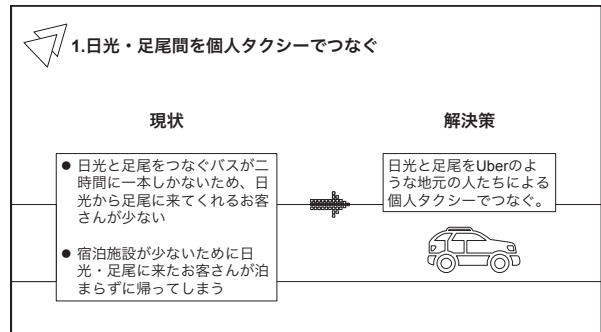 1.日光・足尾間を個人タクシーでつなぐ
現状
● 日光と足尾をつなぐバスが二
時間に一本しかないため、日
光から足尾に来てくれるお客
さんが少ない
● 宿泊施設が少ないために日
光・足尾に来たお客さんが泊
まらずに帰ってしまう
解決策
日光と足尾をUberのよ
うな地元の人たちによる
個人タクシーでつなぐ。